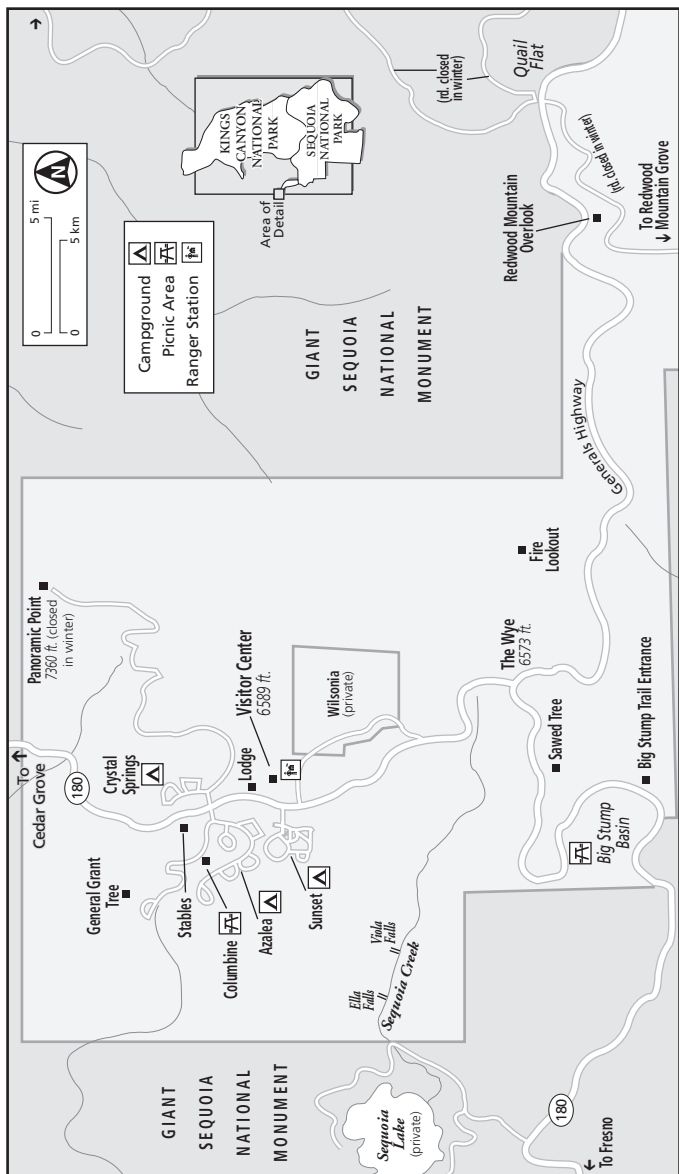 To
Cedar Grove
180
General Grant
Tree
Crystal
Springs
Stables
Columbine
Azalea
Sunset
Lodge
Visitor Center
6589 ft.
Panoramic Point
7360 ft. (closed
in winter)
Wilsonia
(private)
0
5 mi
0
5 km
N
Campground
Picnic Area
Ranger Station
KINGS
CANYON
NATIONAL
PARK
SEQUOIA
NATIONAL
PARK
Area of
Detail
GIANT
SEQUOIA
NATIONAL
MONUMENT
GIANT
SEQUOIA
NATIONAL
MONUMENT
Ella
Falls
Viola
Falls
Sequoia Creek
Sequoia
Lake
(private)
The Wye
6573 ft.
Fire
Lookout
Sawed Tree
Big Stump Trail Entrance
Big Stump
Basin
180
To Fresno
Generals Highway
Redwood Mountain
Overlook
To Redwood
Mountain Grove
(rd. closed in winter)
(rd. closed
in winter)
Quail
Flat